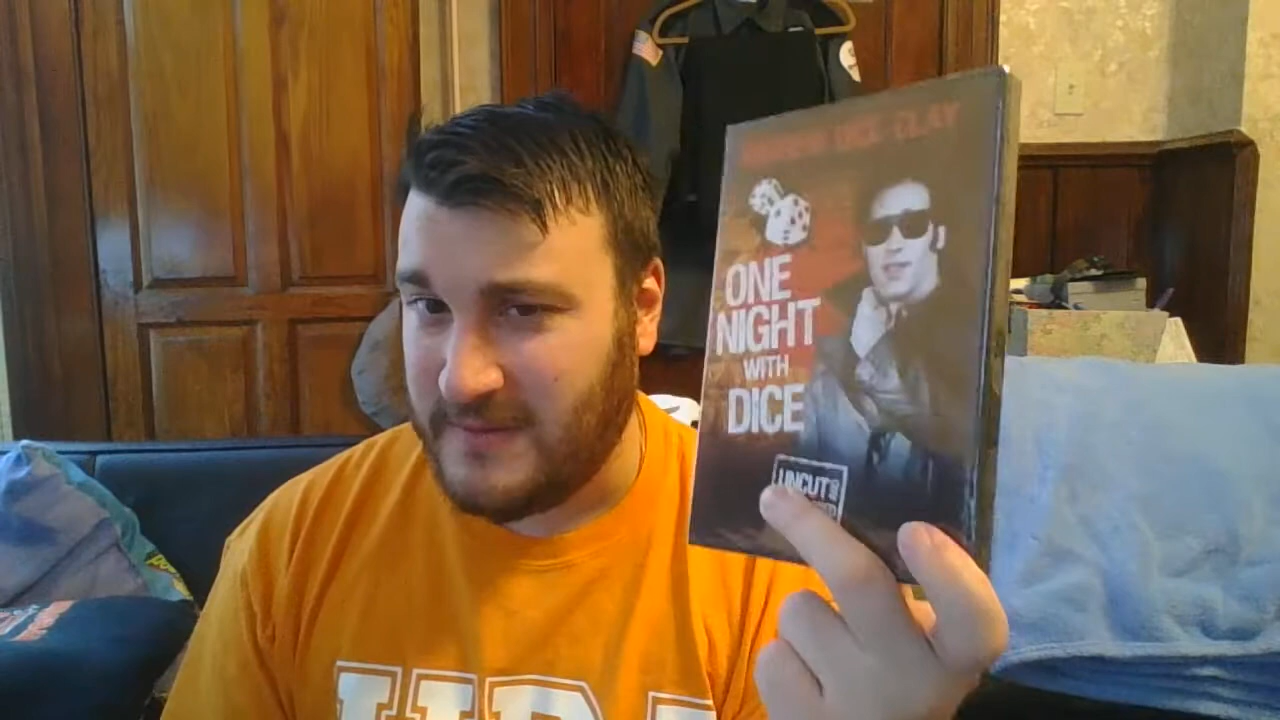 ANDREW DICE CLAY
ONE
NIGHT
WITH
DICE
UNCUT